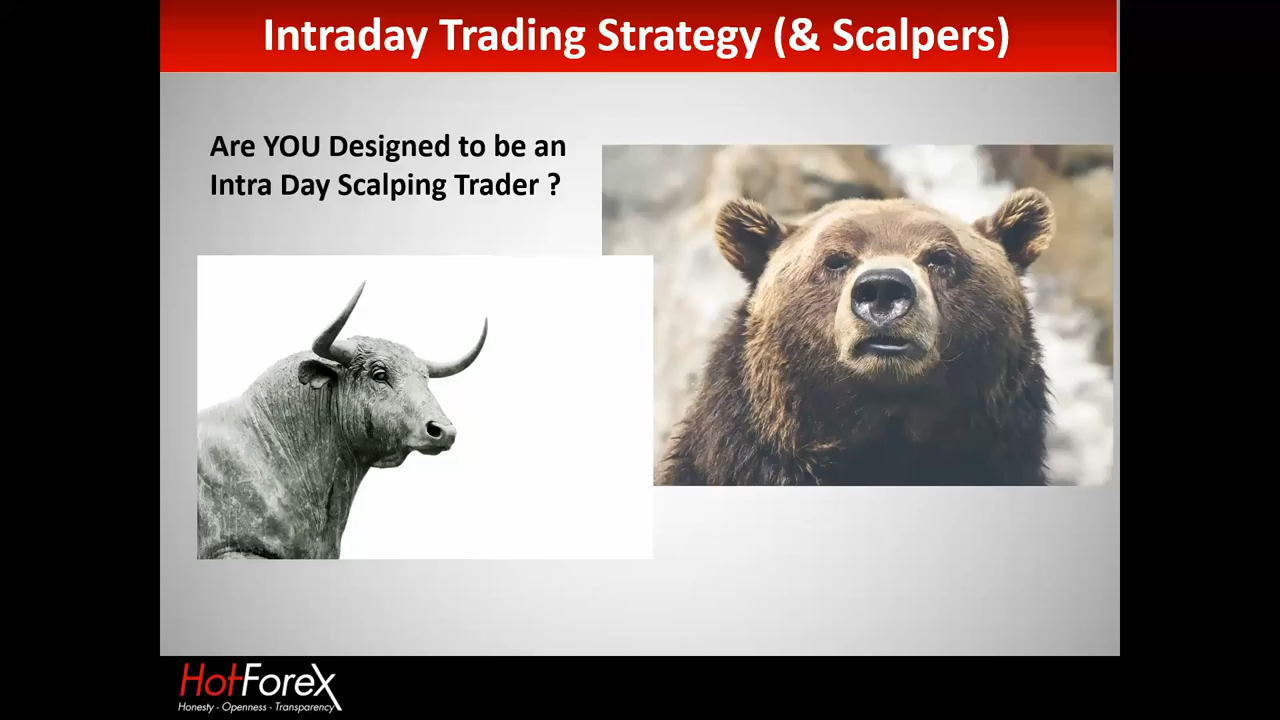 Intraday Trading Strategy (& Scalpers)
Are YOU Designed to be an
Intra Day Scalping Trader ?
HotForex
Honesty - Openness - Transparency